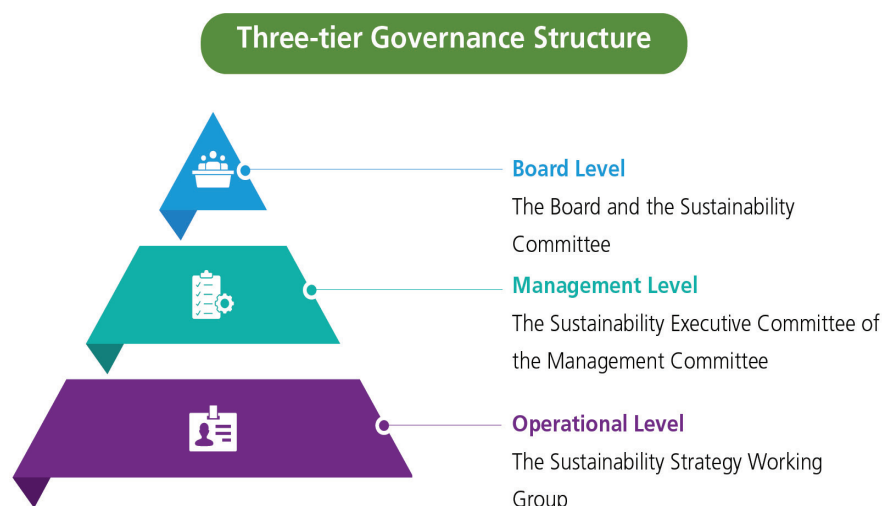 Three-tier Governance Structure
Board Level
The Board and the Sustainability
Committee
Management Level
The Sustainability Executive Committee of
the Management Committee
Operational Level
The Sustainability Strategy Working
Group